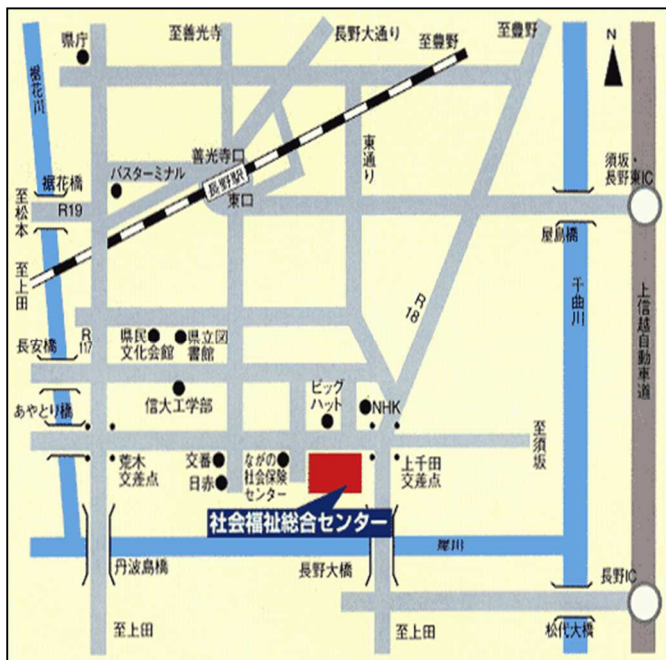 至善光寺
長野大通り
至豊野
至豊野
N
県庁
裾花川
善光寺口
東通り
須坂・
長野東IC
バスターミナル
長野駅
裾花橋
東口
至松本
R19
屋島橋
至上田
千曲川
上信越自動車道
R
18
R
117
県民
文化会館
県立図
書館
長安橋
信大工学部
ビッグ
ハット
NHK
あやとり橋
至須坂
荒木
交差点
交番
日赤
ながの
社会保険
センター
上千田
交差点
社会福祉総合センター
犀川
丹波島橋
長野大橋
長野IC
至上田
至上田
松代大橋